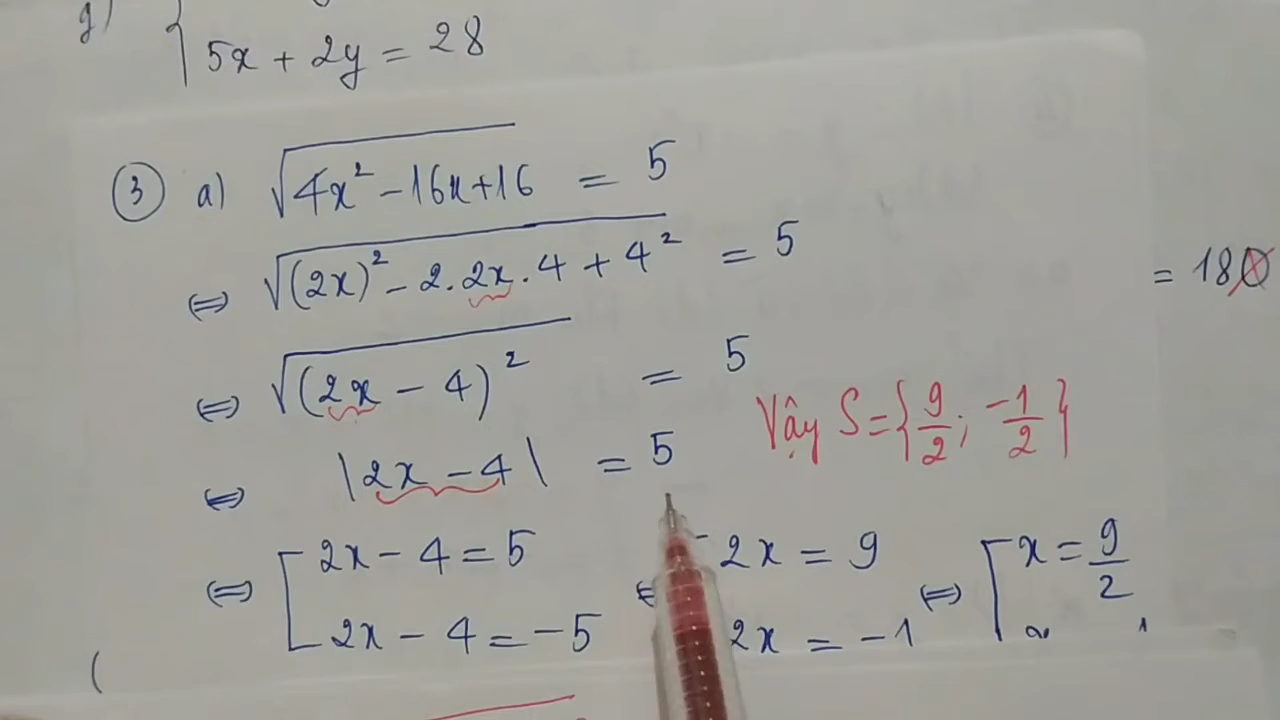 g)
5x + 2y = 28
③ a) √(4x² - 16x + 16) = 5
⇔ √((2x)² - 2.2x.4 + 4²) = 5
= 180
⇔ √((2x - 4)²) = 5
Vậy S = {9/2; -1/2}
⇔ |2x - 4| = 5
⇔ [ 2x - 4 = 5 2x = 9 ⇔ [ x = 9/2
2x - 4 = -5 2x = -1
(